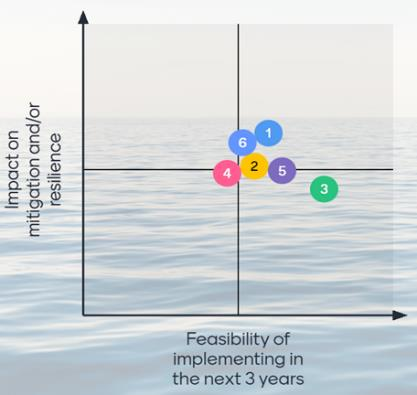 Impact on
mitigation and/or
resilience
1
6
2
4
5
3
Feasibility of
implementing in
the next 3 years